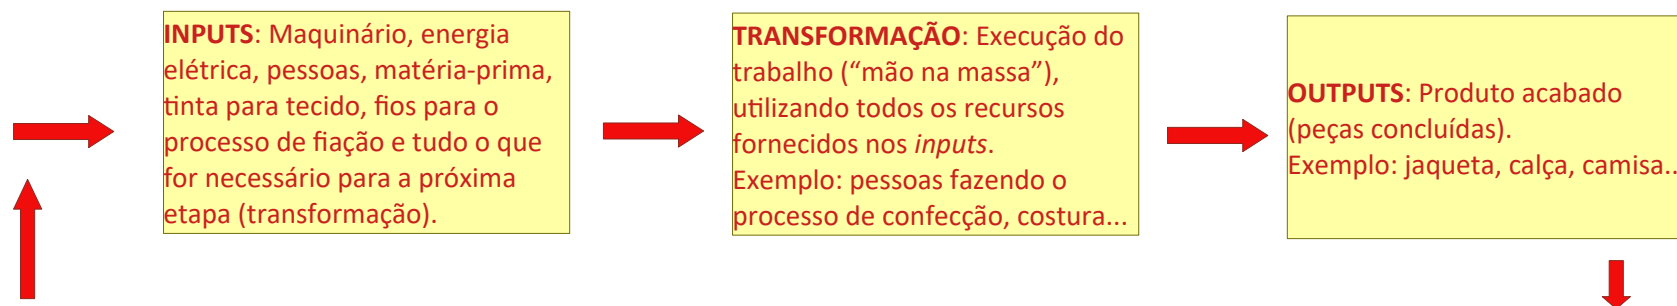 INPUTS: Maquinário, energia
elétrica, pessoas, matéria-prima,
tinta para tecido, fios para o
processo de fiação e tudo o que
for necessário para a próxima
etapa (transformação).
TRANSFORMAÇÃO: Execução do
trabalho (“mão na massa”),
utilizando todos os recursos
fornecidos nos inputs.
Exemplo: pessoas fazendo o
processo de confecção, costura...
OUTPUTS: Produto acabado
(peças concluídas).
Exemplo: jaqueta, calça, camisa..